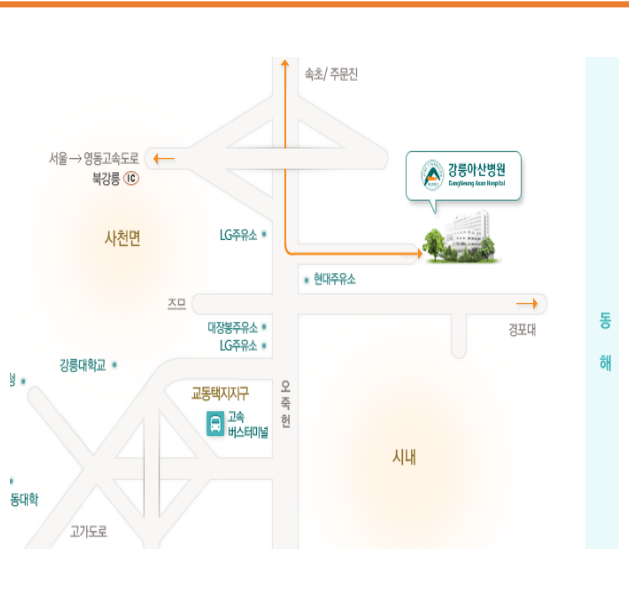 속초/ 주문진
서울 → 영동고속도로
북강릉 IC
강릉아산병원
GangNeung Asan Hospital
사천면
LG주유소
현대주유소
즈므
경포대
대장봉주유소
LG주유소
동
해
강릉대학교
교동택지지구
오
죽
헌
고속
버스터미널
시내
동대학
고가도로